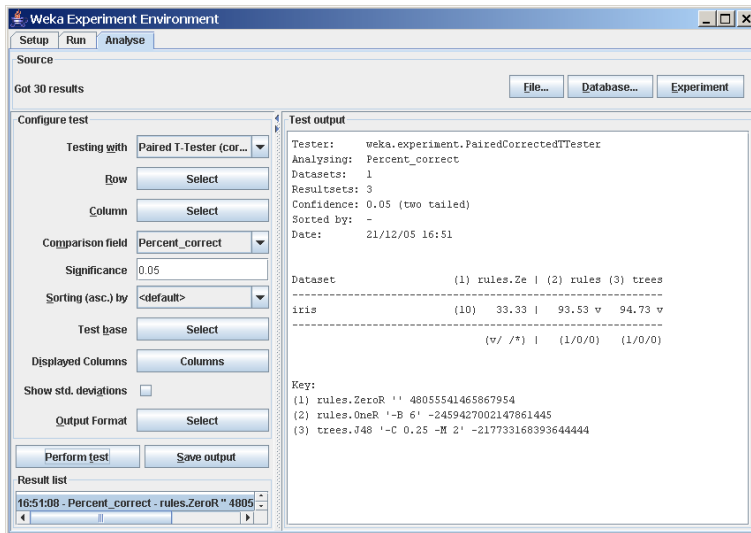 Weka Experiment Environment
Setup Run Analyse
Source
Got 30 results
File... Database... Experiment
Configure test
Testing with Paired T-Tester (cor...
Row Select
Column Select
Comparison field Percent_correct
Significance 0.05
Sorting (asc.) by <default>
Test base Select
Displayed Columns Columns
Show std. deviations
Output Format Select
Perform test Save output
Result list
16:51:08 - Percent_correct - rules.ZeroR '' 4805
Test output
Tester: weka.experiment.PairedCorrectedTTester
Analysing: Percent_correct
Datasets: 1
Resultsets: 3
Confidence: 0.05 (two tailed)
Sorted by: -
Date: 21/12/05 16:51
Dataset (1) rules.Ze | (2) rules (3) trees
--------------------------------------------------------------
iris (10) 33.33 | 93.53 v 94.73 v
--------------------------------------------------------------
(v/ /*) | (1/0/0) (1/0/0)
Key:
(1) rules.ZeroR '' 48055541465867954
(2) rules.OneR '-B 6' -2459427002147861445
(3) trees.J48 '-C 0.25 -M 2' -217733168393644444